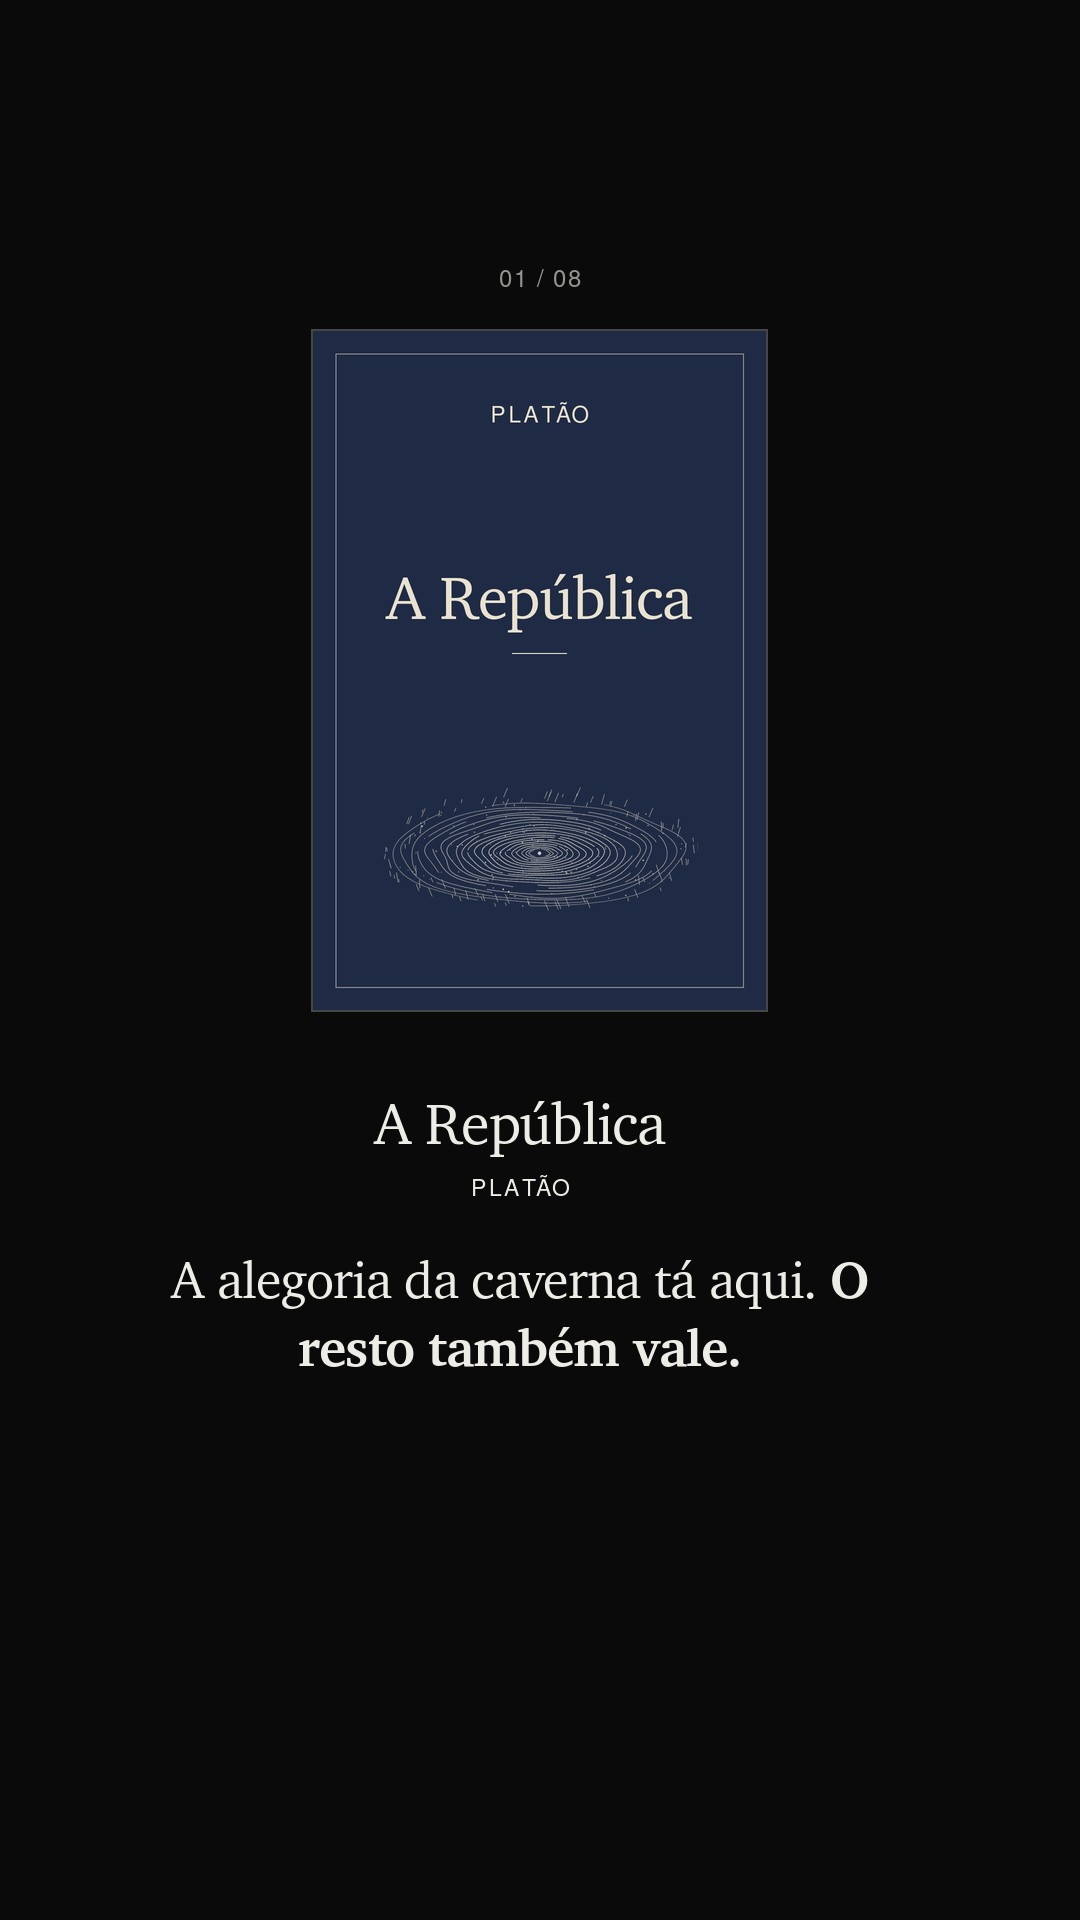 01 / 08
PLATÃO
A República
A República
PLATÃO
A alegoria da caverna tá aqui. O
resto também vale.